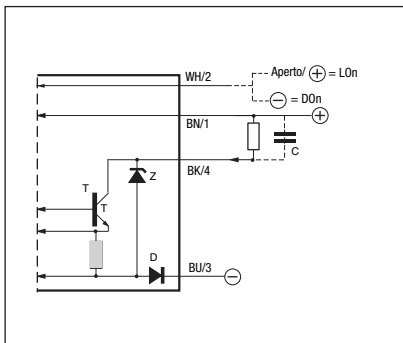 WH/2
Aperto/ + = LOn
− = DOn
BN/1
+
C
BK/4
Z
T
T
D
BU/3
−